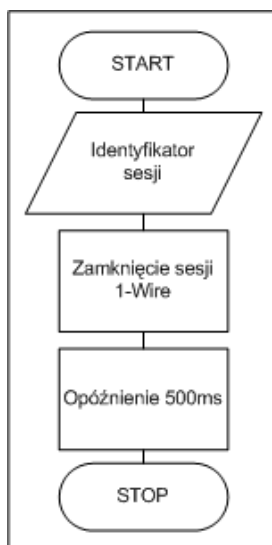 START
Identyfikator
sesji
Zamknięcie sesji
1-Wire
Opóźnienie 500ms
STOP